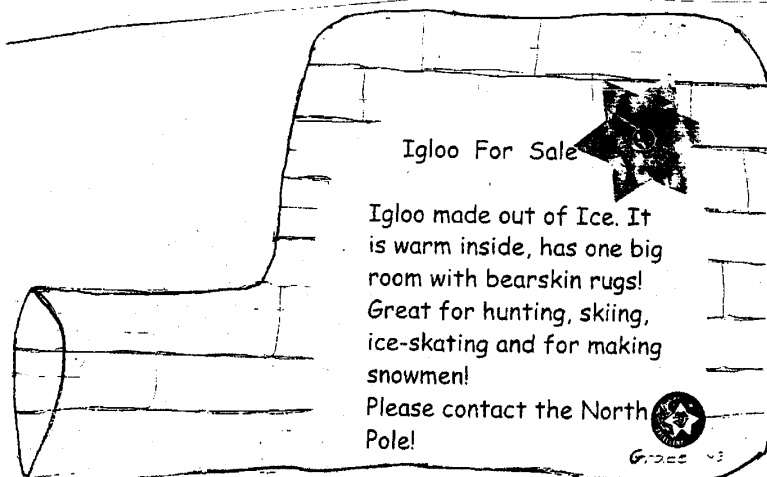 Igloo For Sale
Igloo made out of Ice. It
is warm inside, has one big
room with bearskin rugs!
Great for hunting, skiing,
ice-skating and for making
snowmen!
Please contact the North
Pole!